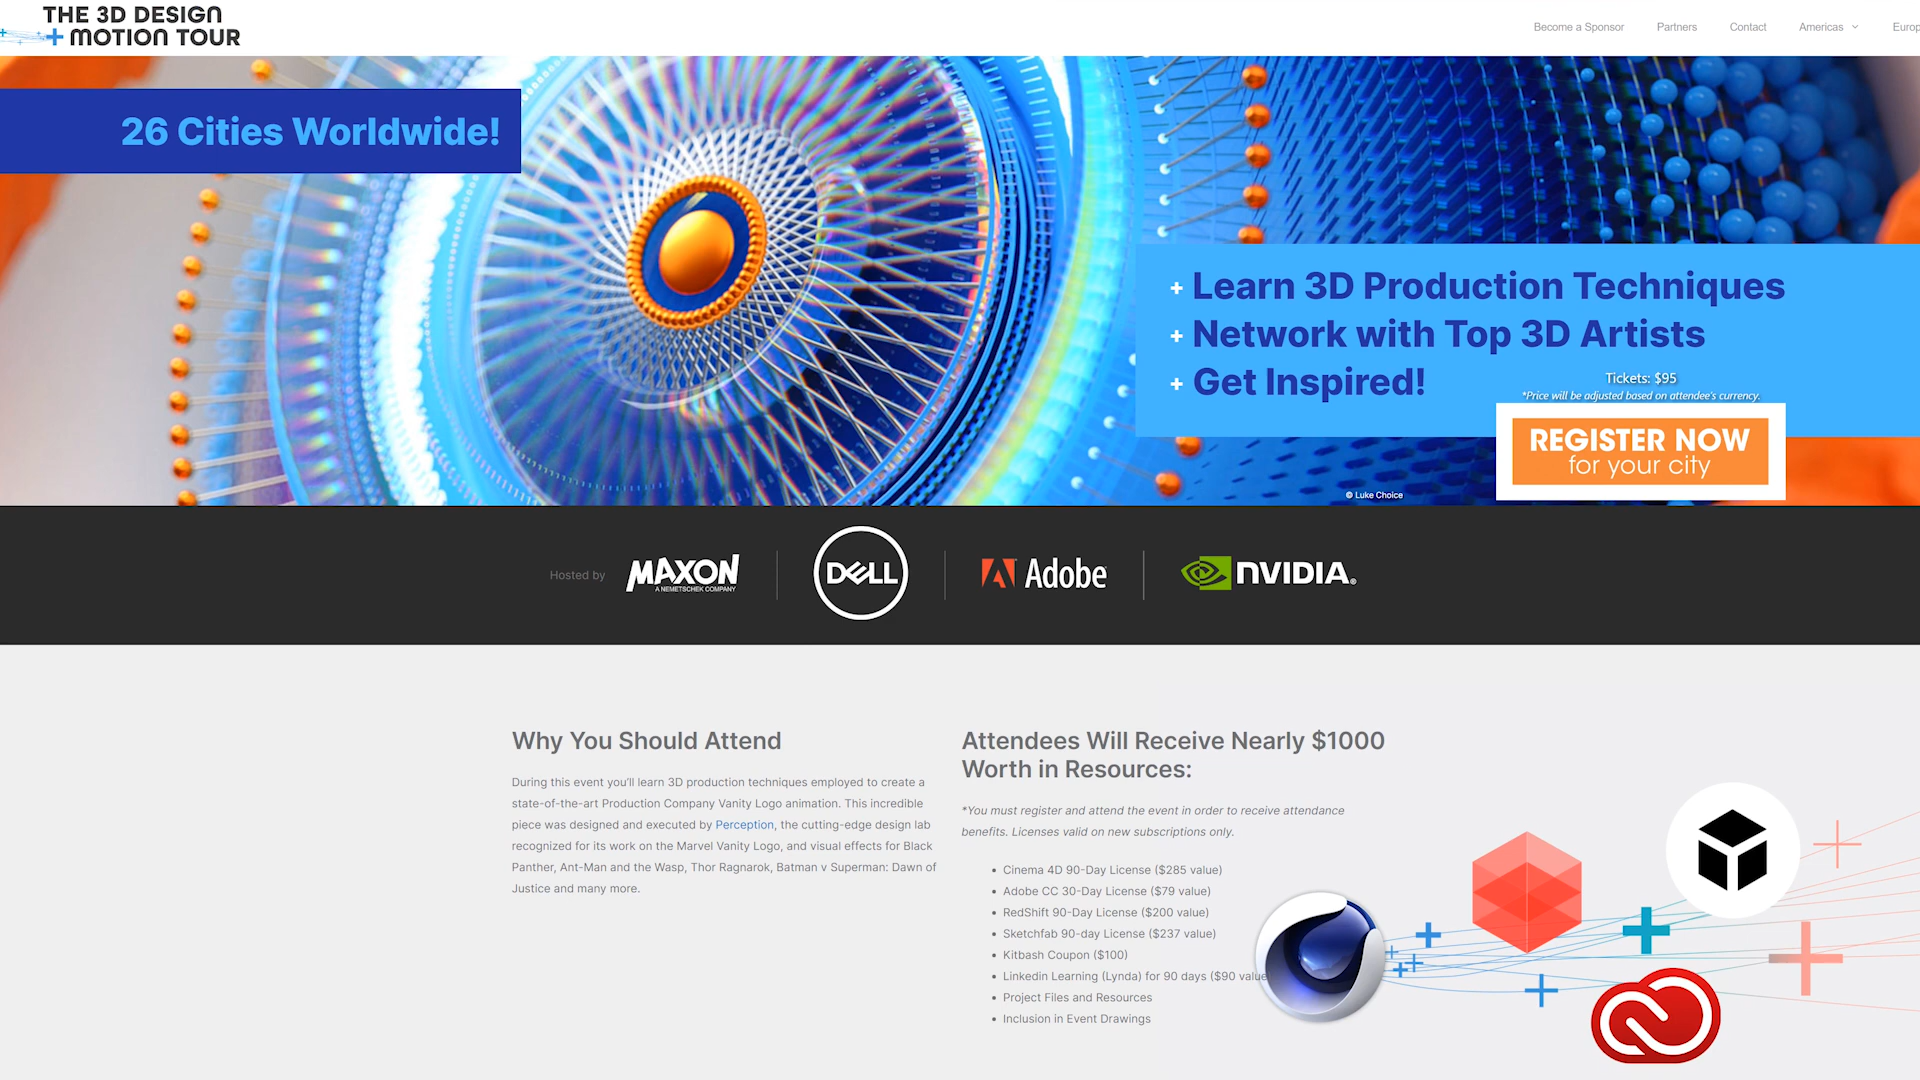 THE 3D DESIGN
+ MOTION TOUR
Become a Sponsor
Partners
Contact
Americas
Europ
26 Cities Worldwide!
+ Learn 3D Production Techniques
+ Network with Top 3D Artists
+ Get Inspired!
Tickets: $95
*Price will be adjusted based on attendee's currency.
REGISTER NOW
for your city
© Luke Choice
Hosted by
MAXON
A NEMETSCHEK COMPANY
DELL
Adobe
NVIDIA®
Why You Should Attend
During this event you'll learn 3D production techniques employed to create a
state-of-the-art Production Company Vanity Logo animation. This incredible
piece was designed and executed by Perception, the cutting-edge design lab
recognized for its work on the Marvel Vanity Logo, and visual effects for Black
Panther, Ant-Man and the Wasp, Thor Ragnarok, Batman v Superman: Dawn of
Justice and many more.
Attendees Will Receive Nearly $1000
Worth in Resources:
*You must register and attend the event in order to receive attendance
benefits. Licenses valid on new subscriptions only.
• Cinema 4D 90-Day License ($285 value)
• Adobe CC 30-Day License ($79 value)
• RedShift 90-Day License ($200 value)
• Sketchfab 90-day License ($237 value)
• Kitbash Coupon ($100)
• Linkedin Learning (Lynda) for 90 days ($90 value
• Project Files and Resources
• Inclusion in Event Drawings